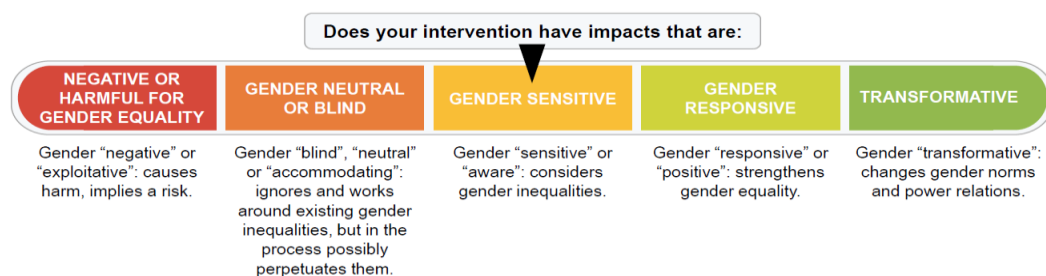 Does your intervention have impacts that are:
NEGATIVE OR
HARMFUL FOR
GENDER EQUALITY
GENDER NEUTRAL
OR BLIND
GENDER SENSITIVE
GENDER
RESPONSIVE
TRANSFORMATIVE
Gender “negative” or
“exploitative”: causes
harm, implies a risk.
Gender “blind”, “neutral”
or “accommodating”:
ignores and works
around existing gender
inequalities, but in the
process possibly
perpetuates them.
Gender “sensitive” or
“aware”: considers
gender inequalities.
Gender “responsive” or
“positive”: strengthens
gender equality.
Gender “transformative”:
changes gender norms
and power relations.